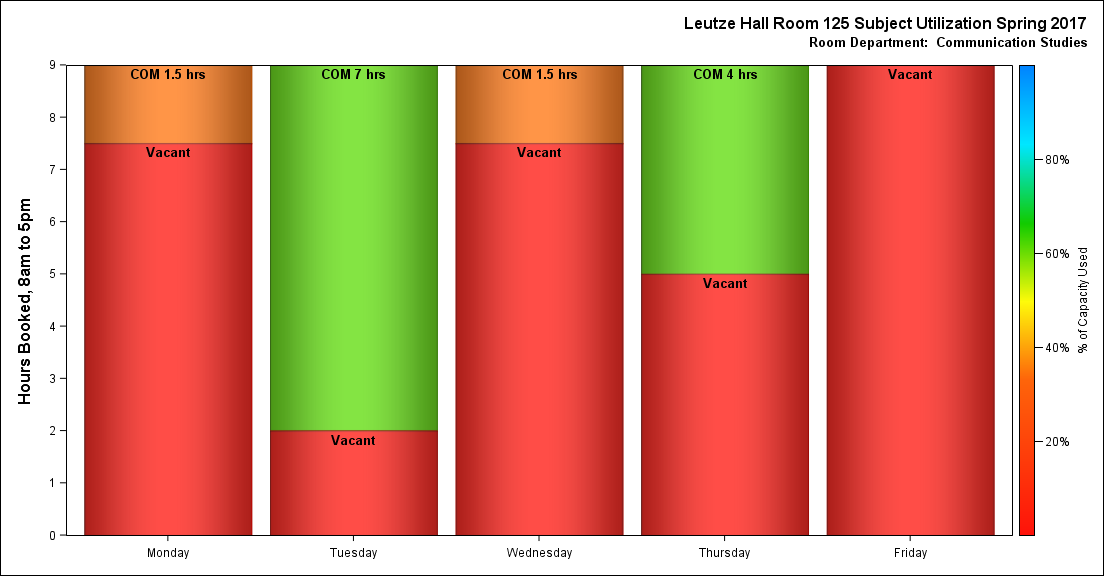 Leutze Hall Room 125 Subject Utilization Spring 2017
Room Department:  Communication Studies
Hours Booked, 8am to 5pm
9
8
7
6
5
4
3
2
1
0
COM 1.5 hrs
Vacant
COM 7 hrs
Vacant
COM 1.5 hrs
Vacant
COM 4 hrs
Vacant
Vacant
Monday
Tuesday
Wednesday
Thursday
Friday
80%
60%
40%
20%
% of Capacity Used